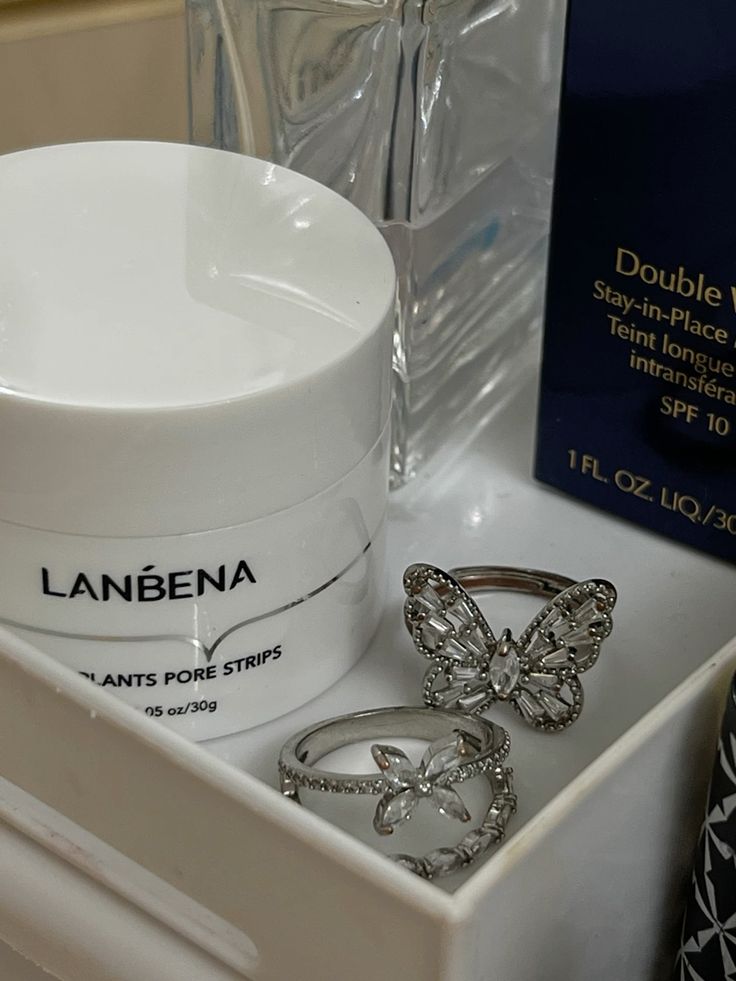 LANBENA
PLANTS PORE STRIPS
05 oz/30g
Double
Stay-in-Place
Teint longue
SPF 10
1 FL. OZ. LIQ./30